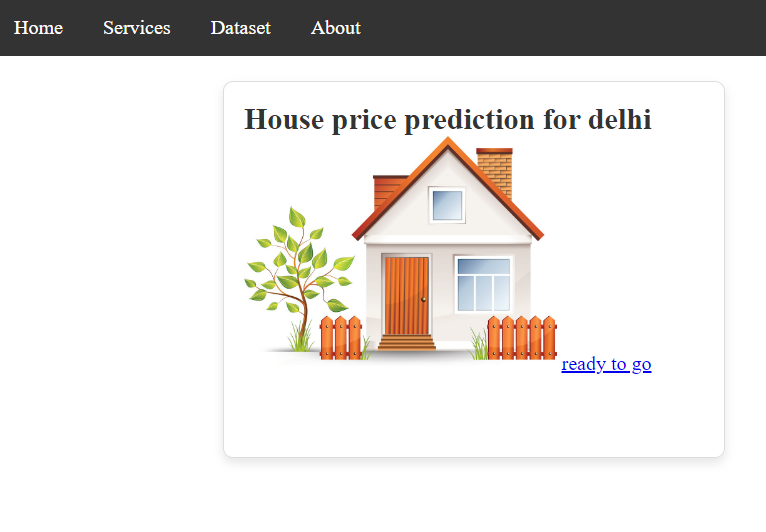 Home Services Dataset About
House price prediction for delhi
ready to go